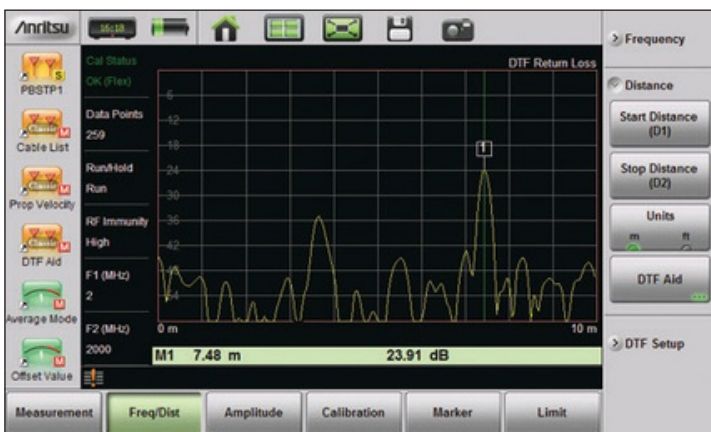 Anritsu
16:18
PBSTP1
Cable List
Prop Velocity
DTF Aid
Average Mode
Offset Value
Cal Status
OK (Flex)
Data Points
259
Run/Hold
Run
RF Immunity
High
F1 (MHz)
2
F2 (MHz)
2000
DTF Return Loss
6
12
18
24
30
36
42
54
1
0 m
10 m
M1 7.48 m 23.91 dB
Frequency
Distance
Start Distance
(D1)
Stop Distance
(D2)
Units
m ft
DTF Aid
DTF Setup
Measurement
Freq/Dist
Amplitude
Calibration
Marker
Limit